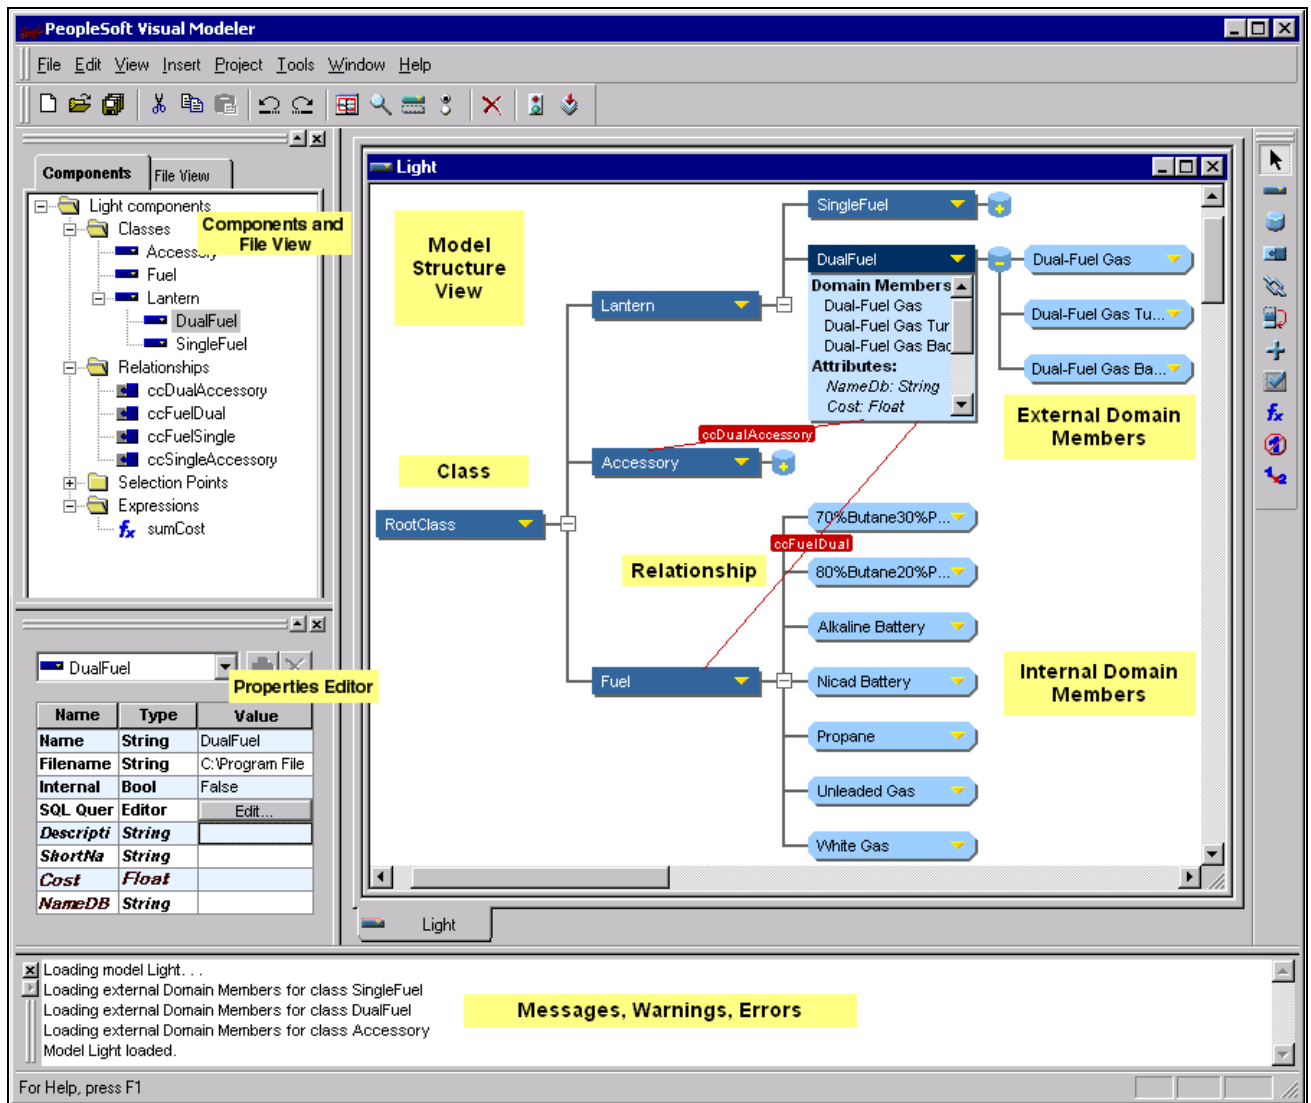 PeopleSoft Visual Modeler
File Edit View Insert Project Tools Window Help
Components File View
Light components
Classes
Accessory
Fuel
Lantern
DualFuel
SingleFuel
Relationships
ccDualAccessory
ccFuelDual
ccFuelSingle
ccSingleAccessory
Selection Points
Expressions
sumCost
Components and
File View
DualFuel
Properties Editor
Name Type Value
Name String DualFuel
Filename String C:\Program File
Internal Bool False
SQL Quer Editor Edit...
Descripti String
ShortNa String
Cost Float
NameDB String
Light
Model
Structure
View
Class
RootClass
Lantern
Accessory
Fuel
SingleFuel
DualFuel
Domain Members
Dual-Fuel Gas
Dual-Fuel Gas Tur
Dual-Fuel Gas Bac
Attributes:
NameDb: String
Cost: Float
Dual-Fuel Gas
Dual-Fuel Gas Tu...
Dual-Fuel Gas Ba...
External Domain
Members
ccDualAccessory
ccFuelDual
Relationship
70%Butane30%P...
80%Butane20%P...
Alkaline Battery
Nicad Battery
Propane
Unleaded Gas
White Gas
Internal Domain
Members
Light
Loading model Light. . .
Loading external Domain Members for class SingleFuel
Loading external Domain Members for class DualFuel
Loading external Domain Members for class Accessory
Model Light loaded.
Messages, Warnings, Errors
For Help, press F1